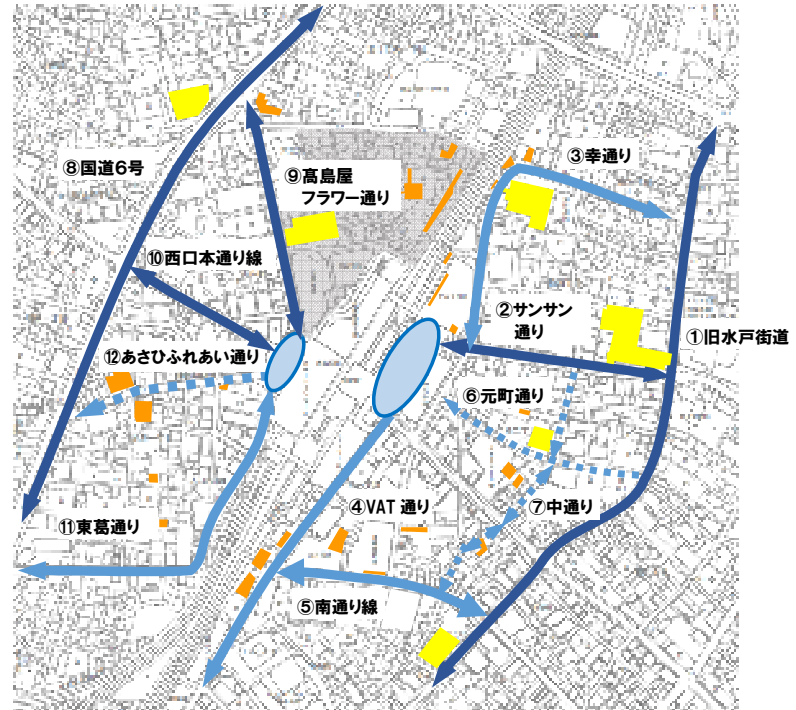 ③幸通り
⑧国道6号
⑨髙島屋
フラワー通り
⑩西口本通り線
②サンサン
通り
①旧水戸街道
⑫あさひふれあい通り
⑥元町通り
④VAT 通り
⑦中通り
⑪東葛通り
⑤南通り線